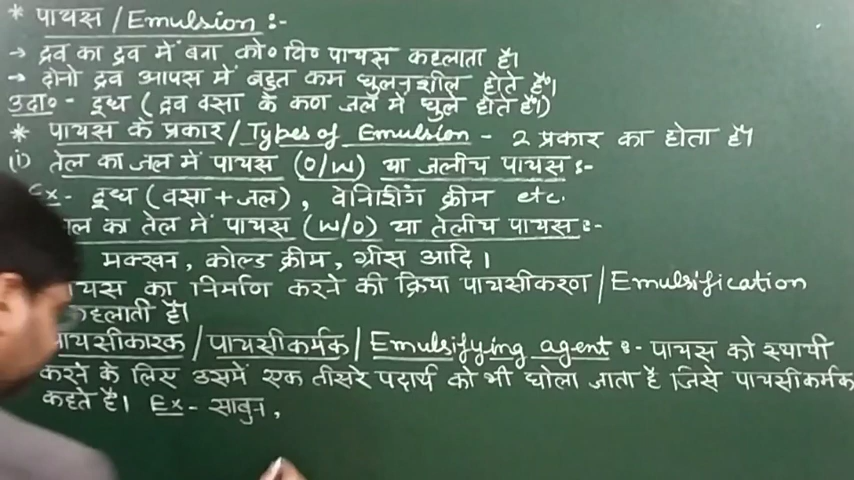 * पायस / Emulsion :-
→ द्रव का द्रव में बना को० वि० पायस कहलाता है।
→ दोनो द्रव आपस में बहुत कम घुलनशील होते हैं।
उदा० - दूध (द्रव वसा के कण जल में घुले होते हैं।)
* पायस के प्रकार / Types of Emulsion - 2 प्रकार का होता है।
(i) तेल का जल में पायस (O/W) या जलीय पायस :-
Ex - दूध (वसा + जल), वेनिशिंग क्रीम etc.
का तेल में पायस (W/O) या तेलीय पायस :-
मक्खन, कोल्ड क्रीम, ग्रीस आदि।
का निर्माण करने की क्रिया पायसीकरण / Emulsification
कहलाती है।
पायसीकारक / पायसीकर्मक / Emulsifying agent :- पायस को स्थायी
करने के लिए उसमें एक तीसरे पदार्थ को भी घोला जाता है जिसे पायसीकर्मक
कहते है। Ex - साबुन,